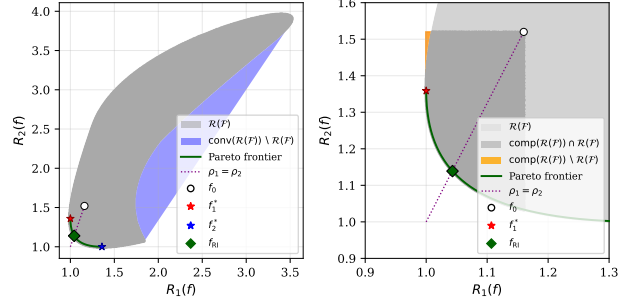 4.0
3.5
3.0
2.5
2.0
1.5
1.0
R₂(f)
1.0 1.5 2.0 2.5 3.0 3.5
R₁(f)
ℛ(ℱ)
conv(ℛ(ℱ)) \ ℛ(ℱ)
Pareto frontier
ρ₁ = ρ₂
f₀
f₁*
f₂*
f_RI
1.6
1.5
1.4
1.3
1.2
1.1
1.0
0.9
R₂(f)
0.9 1.0 1.1 1.2 1.3
R₁(f)
ℛ(ℱ)
comp(ℛ(ℱ)) ∩ ℛ(ℱ)
comp(ℛ(ℱ)) \ ℛ(ℱ)
Pareto frontier
ρ₁ = ρ₂
f₀
f₁*
f_RI